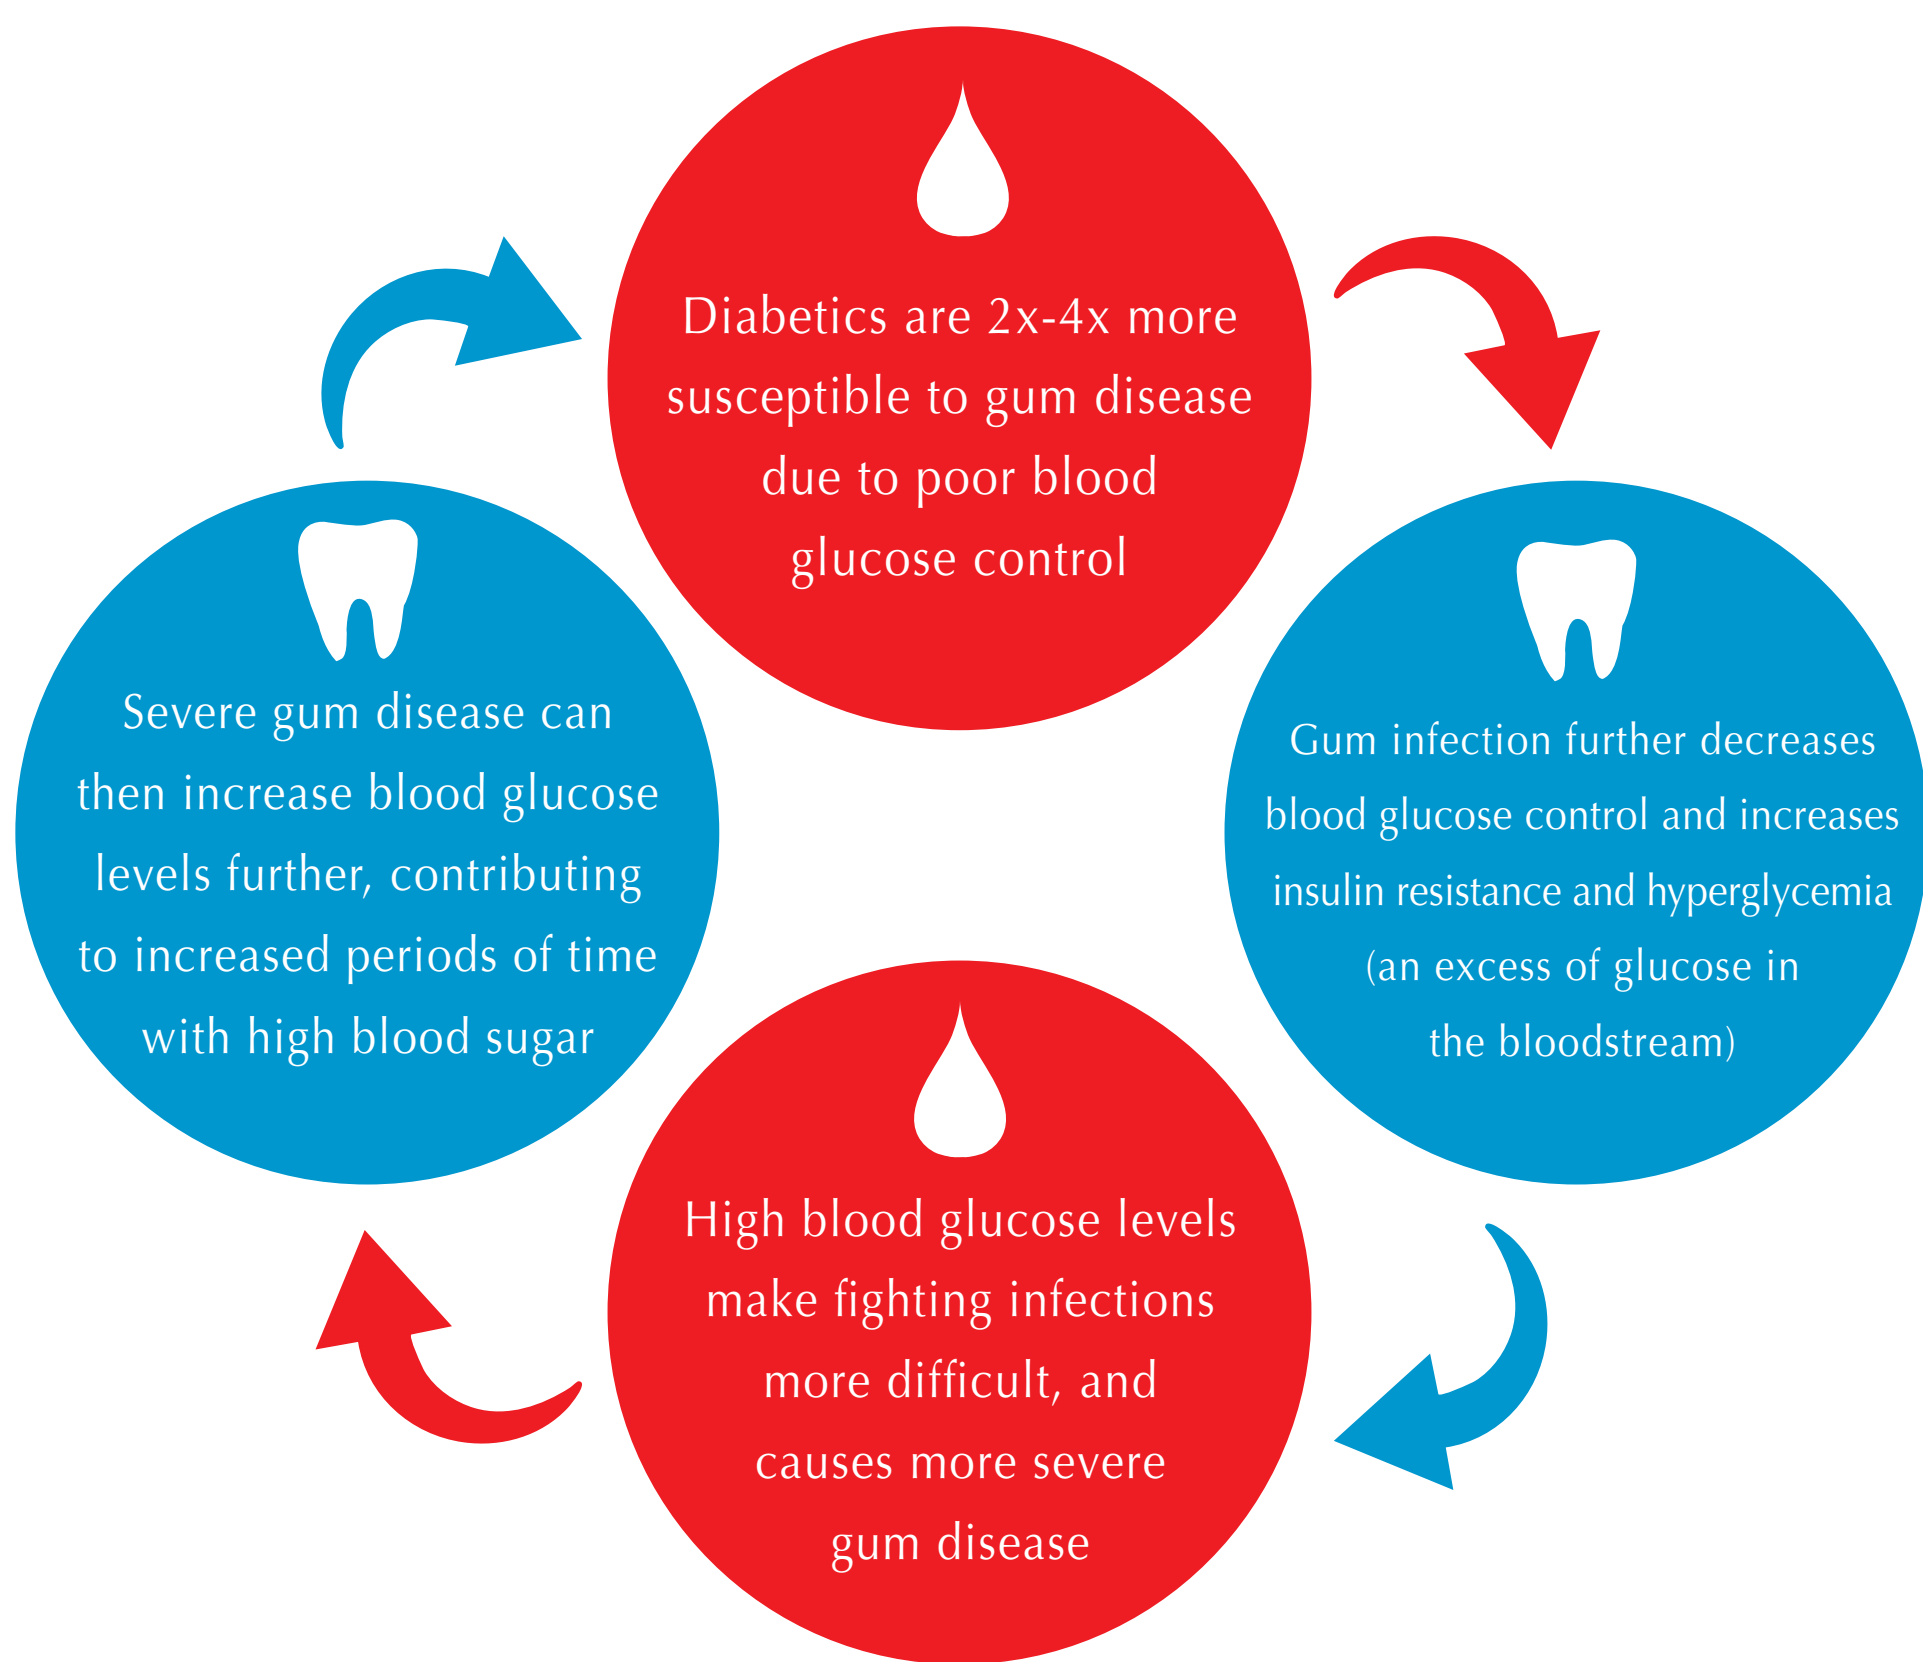 Diabetics are 2x-4x more
susceptible to gum disease
due to poor blood
glucose control
Gum infection further decreases
blood glucose control and increases
insulin resistance and hyperglycemia
(an excess of glucose in
the bloodstream)
High blood glucose levels
make fighting infections
more difficult, and
causes more severe
gum disease
Severe gum disease can
then increase blood glucose
levels further, contributing
to increased periods of time
with high blood sugar